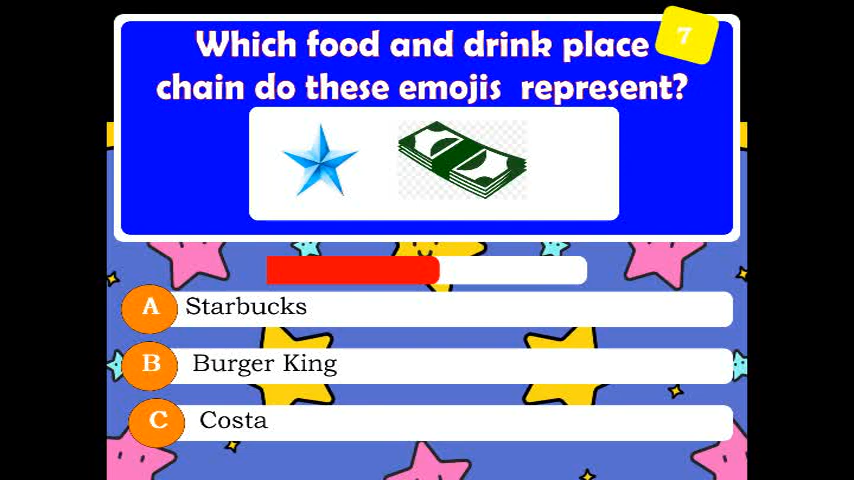 Which food and drink place
7
chain do these emojis represent?
A Starbucks
B Burger King
C Costa